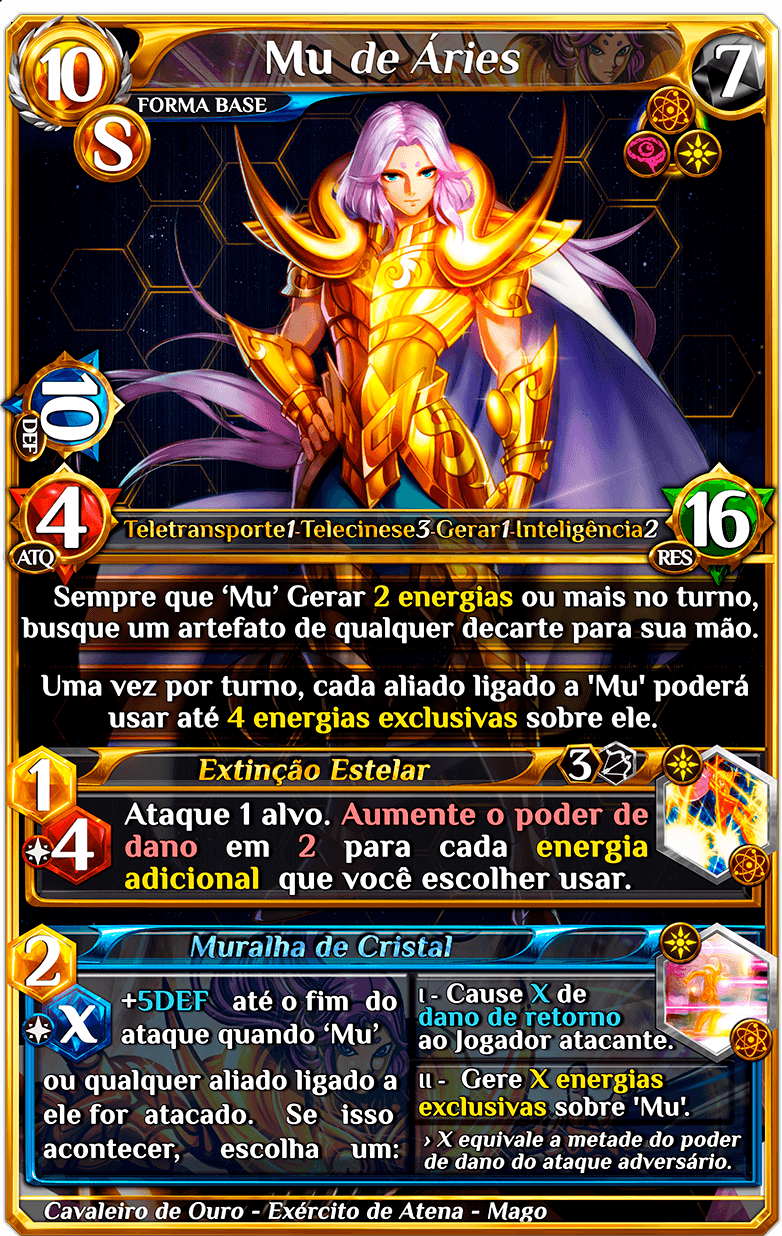 10
Mu de Áries
7
FORMA BASE
S
10
DEF
4
ATQ
Teletransporte1-Telecinese3-Gerar1-Inteligência2
16
RES
Sempre que ‘Mu’ Gerar 2 energias ou mais no turno,
busque um artefato de qualquer decarte para sua mão.
Uma vez por turno, cada aliado ligado a 'Mu' poderá
usar até 4 energias exclusivas sobre ele.
1
Extinção Estelar
3
4
Ataque 1 alvo. Aumente o poder de
dano em 2 para cada energia
adicional que você escolher usar.
2
Muralha de Cristal
X
+5DEF até o fim do
ataque quando ‘Mu’
ou qualquer aliado ligado a
ele for atacado. Se isso
acontecer, escolha um:
I - Cause X de
dano de retorno
ao Jogador atacante.
II - Gere X energias
exclusivas sobre 'Mu'.
› X equivale a metade do poder
de dano do ataque adversário.
Cavaleiro de Ouro - Exército de Atena - Mago